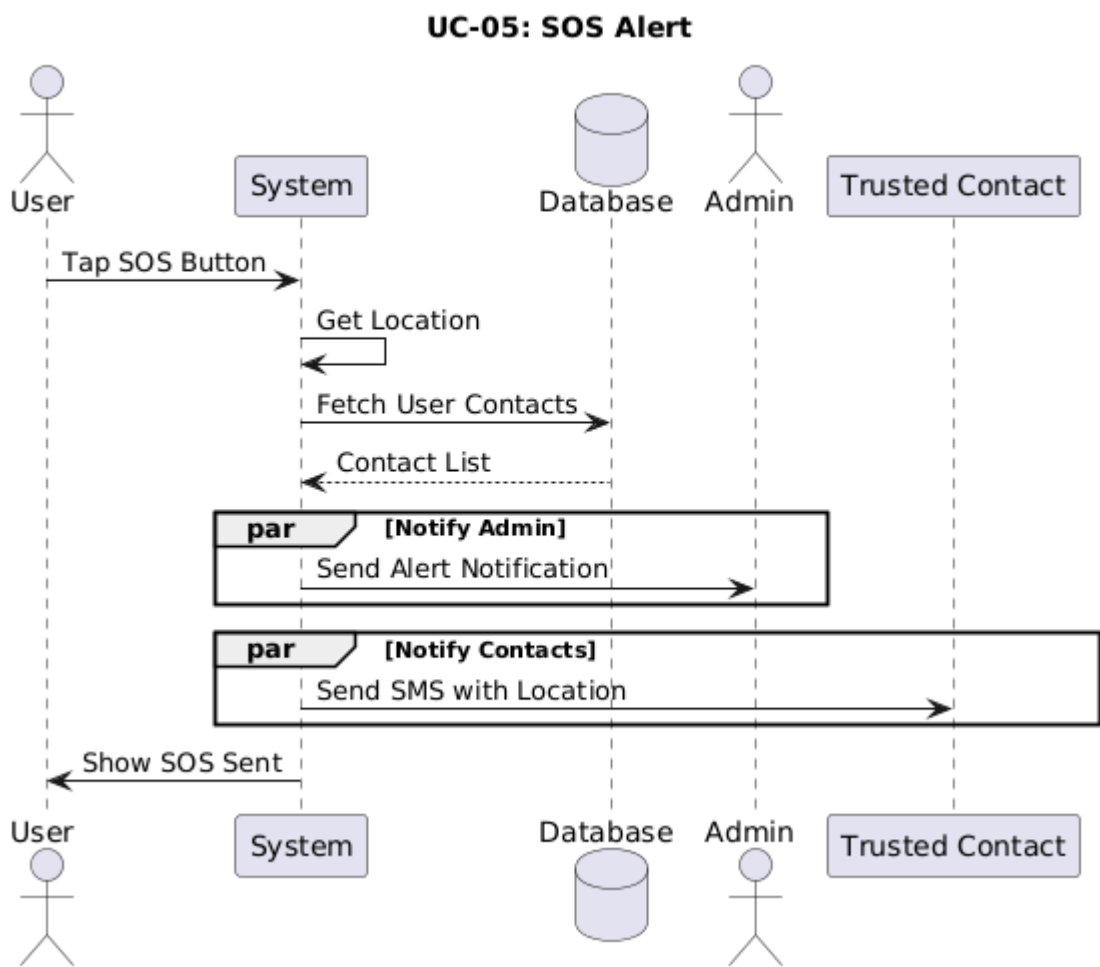 UC-05: SOS Alert
User
System
Database
Admin
Trusted Contact
Tap SOS Button
Get Location
Fetch User Contacts
Contact List
par [Notify Admin]
Send Alert Notification
par [Notify Contacts]
Send SMS with Location
Show SOS Sent
User
System
Database
Admin
Trusted Contact